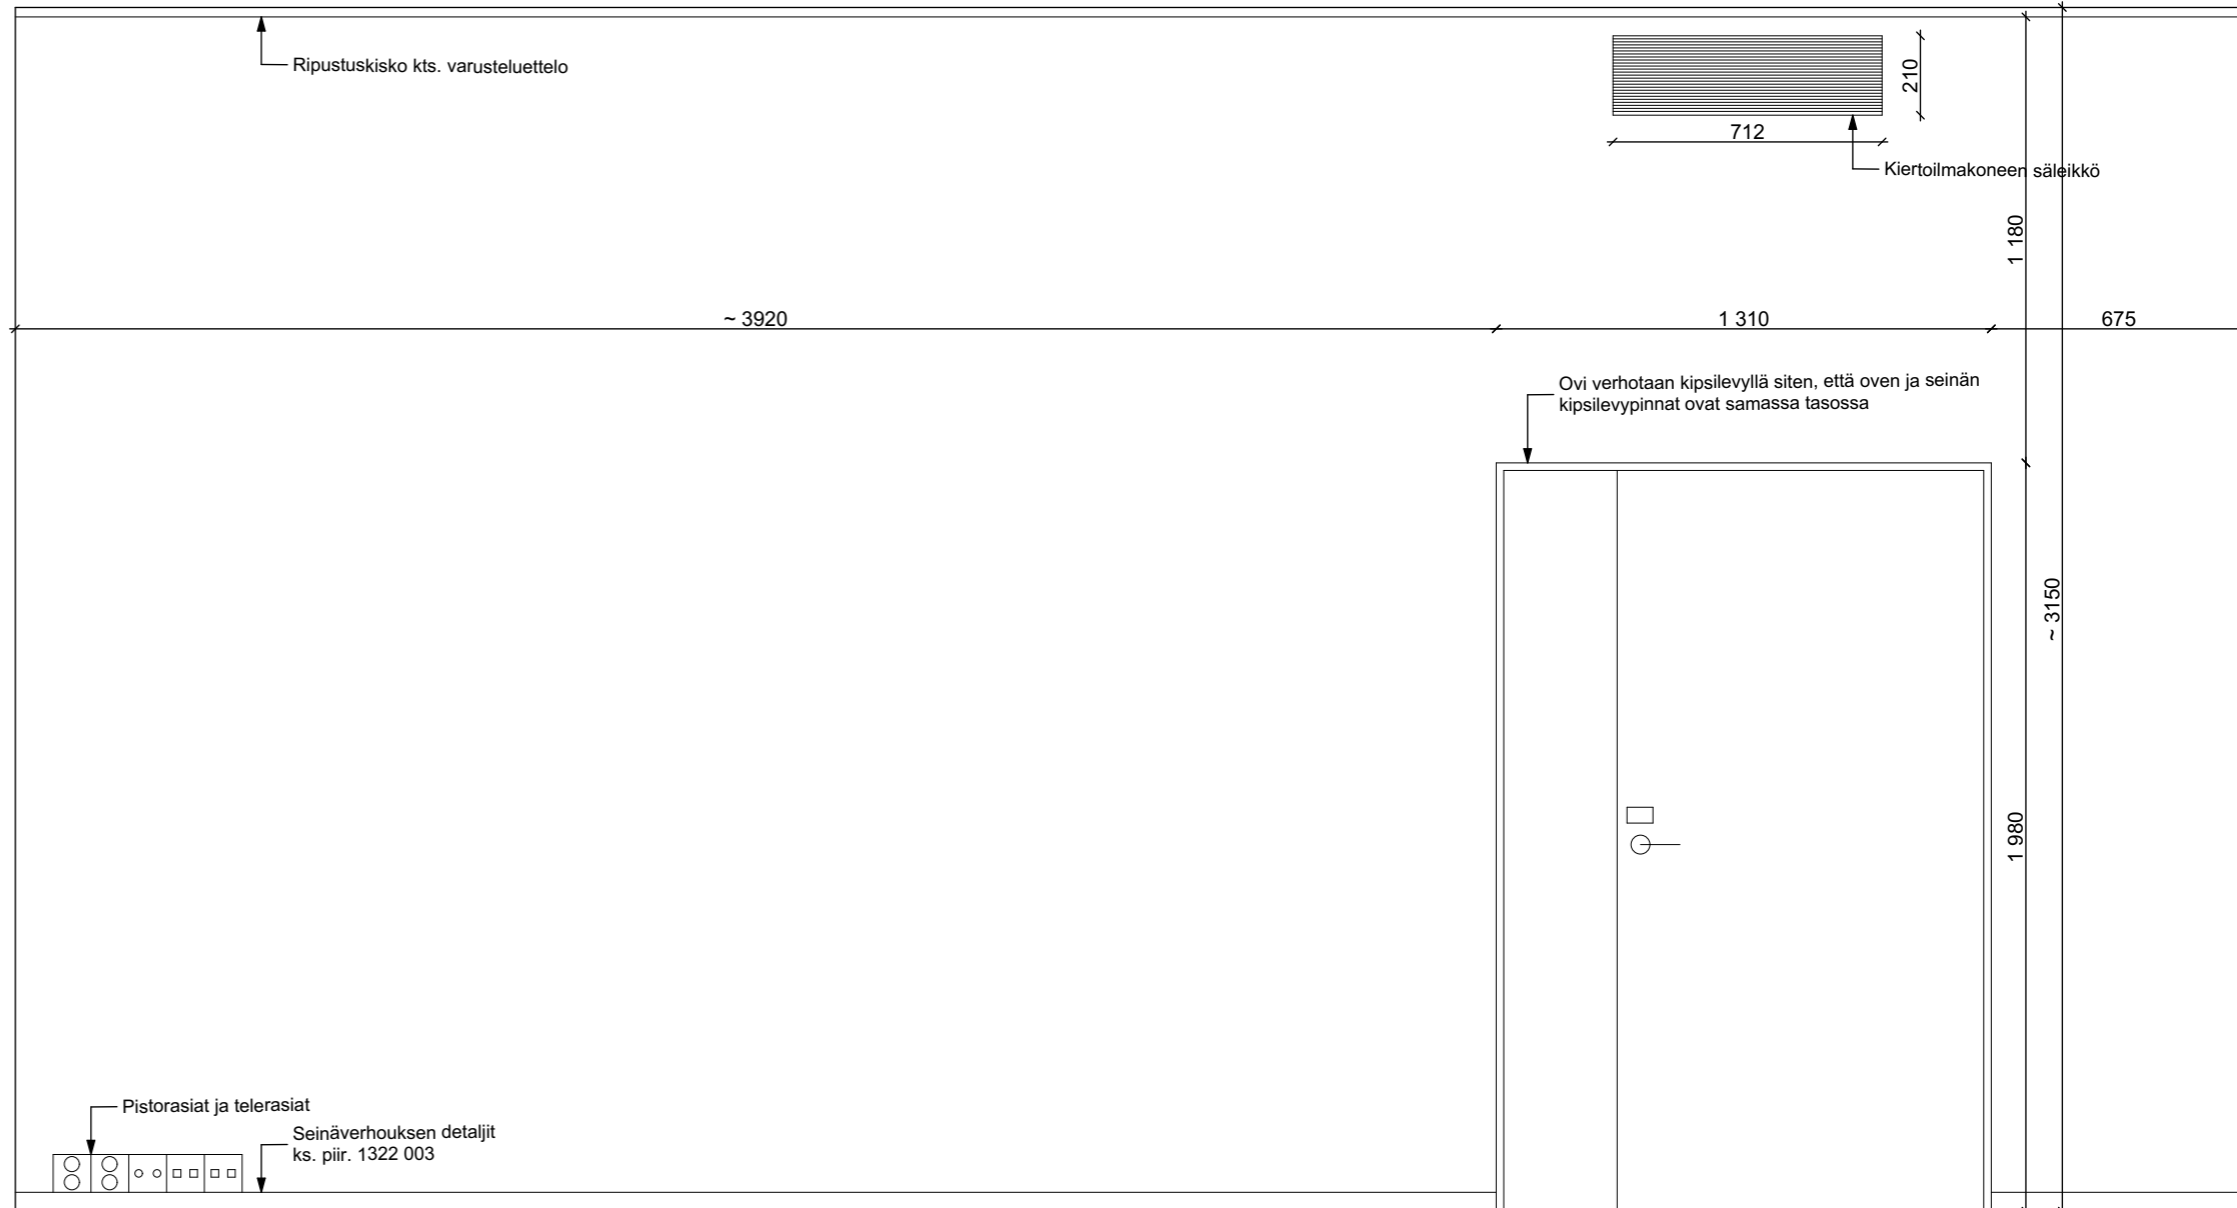 Ripustuskisko kts. varusteluettelo
210
712
Kiertoilmakoneen säleikkö
1 180
~ 3920
1 310
675
Ovi verhotaan kipsilevyllä siten, että oven ja seinän
kipsilevypinnat ovat samassa tasossa
~ 3150
1 980
Pistorasiat ja telerasiat
Seinäverhouksen detaljit
ks. piir. 1322 003